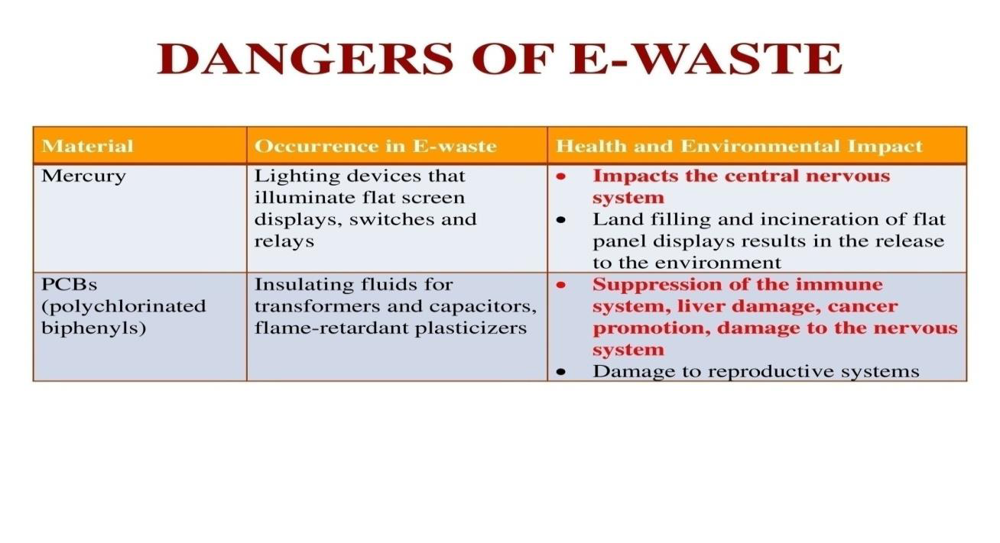 DANGERS OF E-WASTE
Material
Occurrence in E-waste
Health and Environmental Impact
Mercury
Lighting devices that
illuminate flat screen
displays, switches and
relays
• Impacts the central nervous
system
• Land filling and incineration of flat
panel displays results in the release
to the environment
PCBs
(polychlorinated
biphenyls)
Insulating fluids for
transformers and capacitors,
flame-retardant plasticizers
• Suppression of the immune
system, liver damage, cancer
promotion, damage to the nervous
system
• Damage to reproductive systems